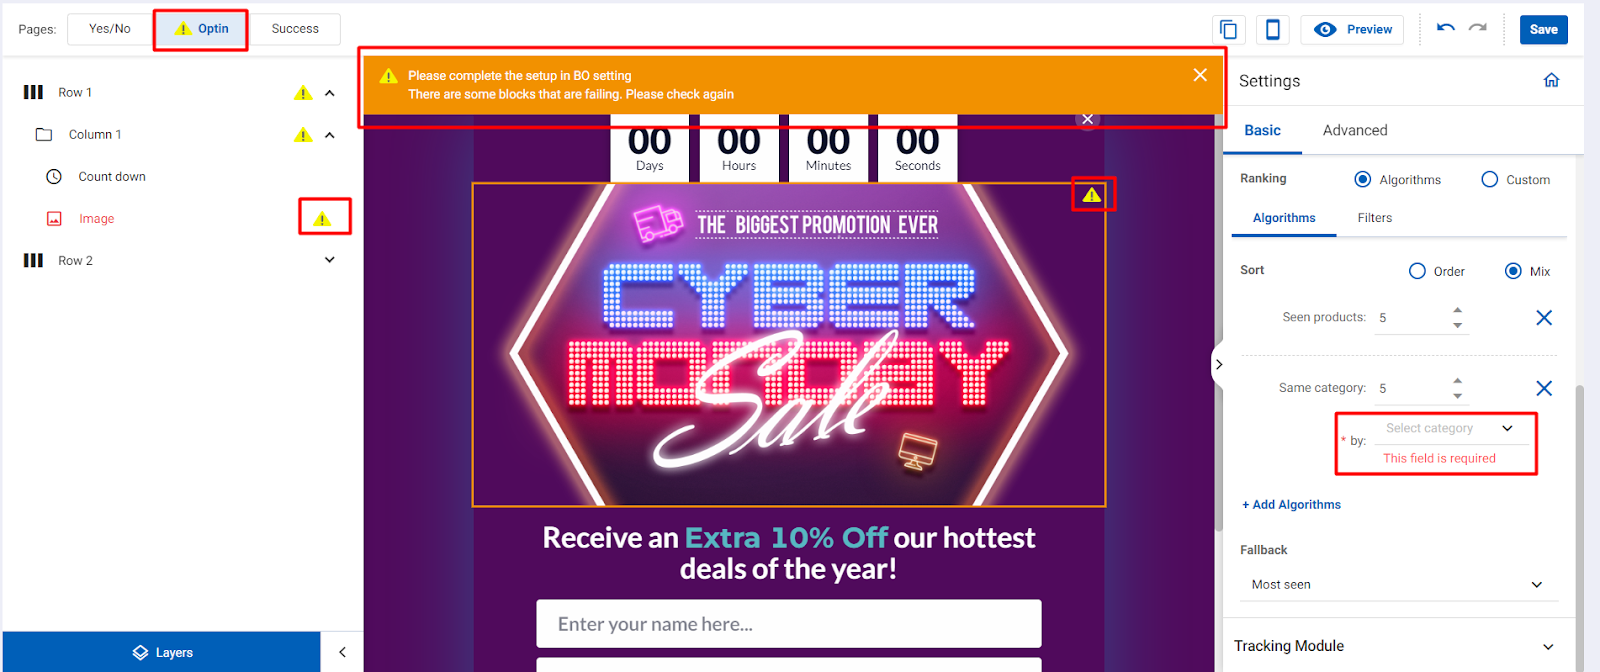 Pages:
Yes/No
Optin
Success
Preview
Save
Row 1
Column 1
Count down
Image
Row 2
Layers
Please complete the setup in BO setting
There are some blocks that are failing. Please check again
00 00 00 00
Days Hours Minutes Seconds
THE BIGGEST PROMOTION EVER
CYBER
MONDAY
Sale
Receive an Extra 10% Off our hottest
deals of the year!
Enter your name here...
Settings
Basic Advanced
Ranking Algorithms Custom
Algorithms Filters
Sort Order Mix
Seen products: 5
Same category: 5
* by: Select category
This field is required
+ Add Algorithms
Fallback
Most seen
Tracking Module